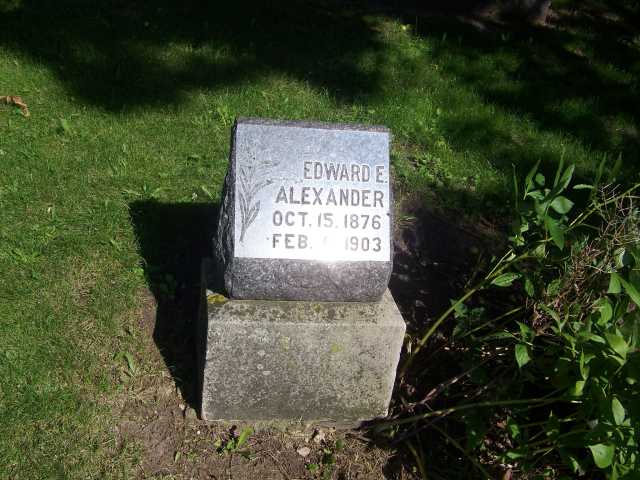 EDWARD E.
ALEXANDER
OCT. 15. 1876
FEB. 1903